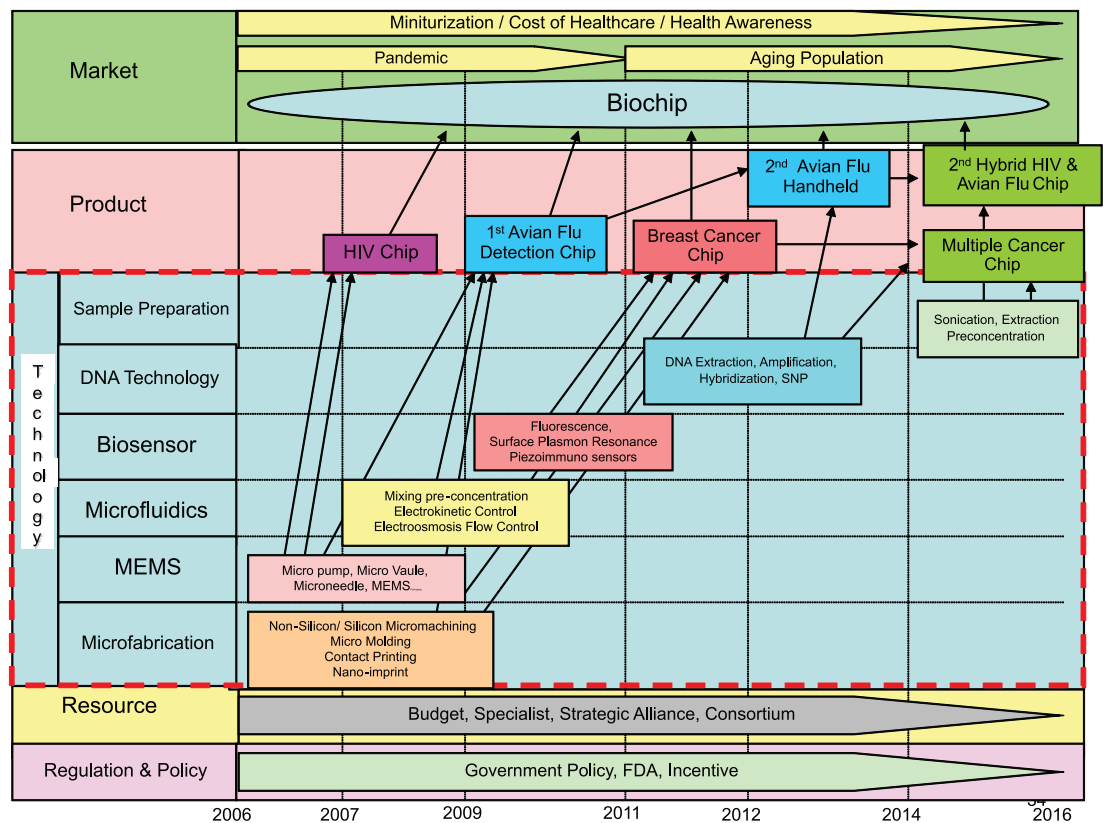 Miniturization / Cost of Healthcare / Health Awareness
Market
Pandemic
Aging Population
Biochip
Product
2nd Avian Flu
Handheld
2nd Hybrid HIV &
Avian Flu Chip
HIV Chip
1st Avian Flu
Detection Chip
Breast Cancer
Chip
Multiple Cancer
Chip
Technology
Sample Preparation
Sonication, Extraction
Preconcentration
DNA Technology
DNA Extraction, Amplification,
Hybridization, SNP
Biosensor
Fluorescence,
Surface Plasmon Resonance
Piezoimmuno sensors
Microfluidics
Mixing pre-concentration
Electrokinetic Control
Electroosmosis Flow Control
MEMS
Micro pump, Micro Vaule,
Microneedle, MEMS....
Microfabrication
Non-Silicon/ Silicon Micromachining
Micro Molding
Contact Printing
Nano-imprint
Resource
Budget, Specialist, Strategic Alliance, Consortium
Regulation & Policy
Government Policy, FDA, Incentive
2006 2007 2009 2011 2012 2014 2016